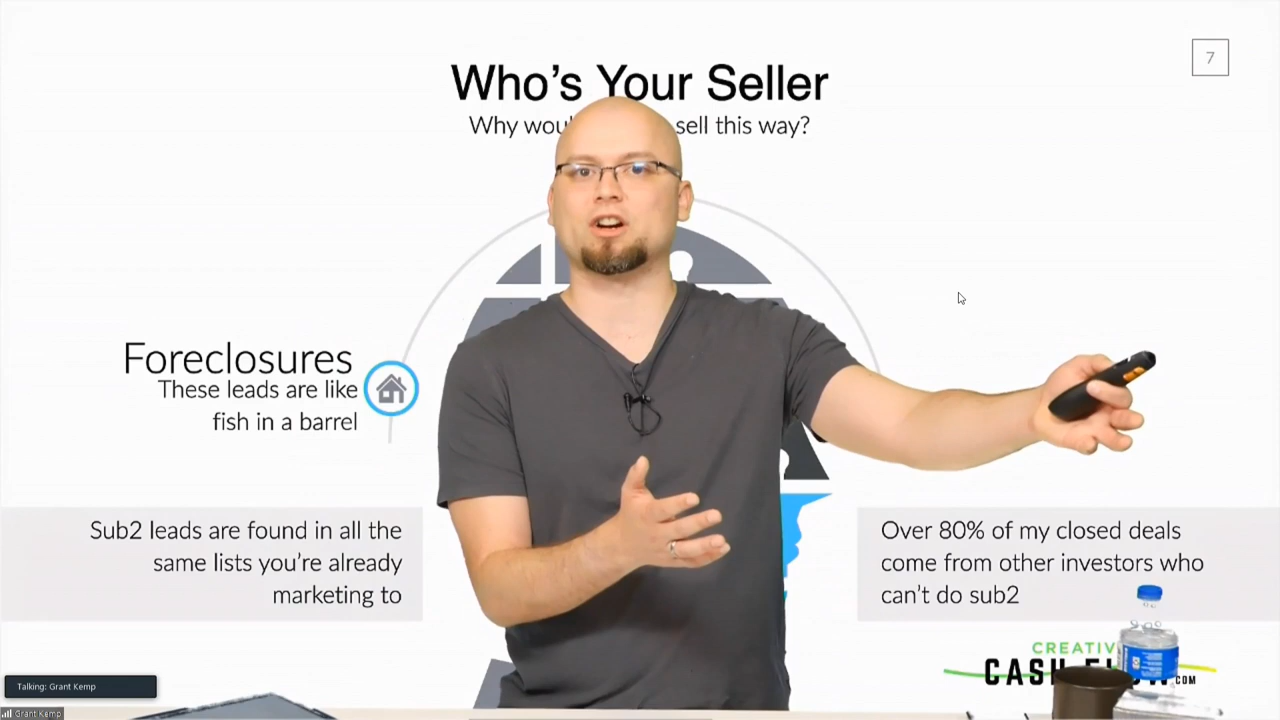 7
Who's Your Seller
Why sell this way?
Foreclosures
These leads are like
fish in a barrel
Sub2 leads are found in all the
same lists you're already
marketing to
Over 80% of my closed deals
come from other investors who
can't do sub2
CASH
.COM
Talking: Grant Kemp
Grant Kemp